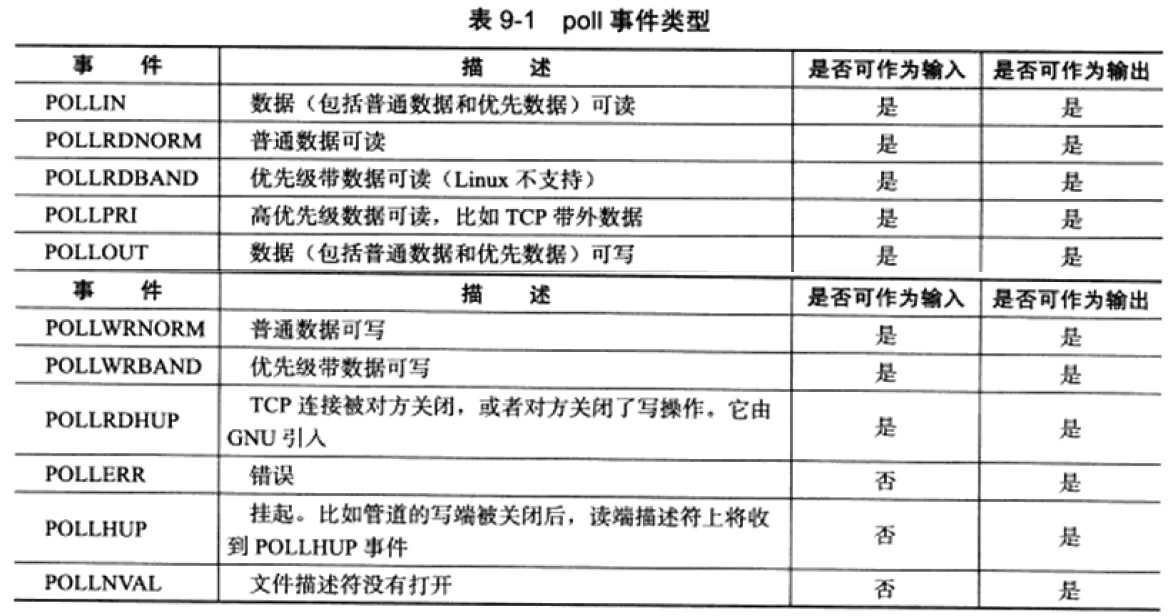 表 9-1 poll 事件类型
事 件 描 述 是否可作为输入 是否可作为输出
POLLIN 数据（包括普通数据和优先数据）可读 是 是
POLLRDNORM 普通数据可读 是 是
POLLRDBAND 优先级带数据可读（Linux 不支持） 是 是
POLLPRI 高优先级数据可读，比如 TCP 带外数据 是 是
POLLOUT 数据（包括普通数据和优先数据）可写 是 是
事 件 描 述 是否可作为输入 是否可作为输出
POLLWRNORM 普通数据可写 是 是
POLLWRBAND 优先级带数据可写 是 是
POLLRDHUP TCP 连接被对方关闭，或者对方关闭了写操作。它由
GNU 引入 是 是
POLLERR 错误 否 是
POLLHUP 挂起。比如管道的写端被关闭后，读端描述符上将收
到 POLLHUP 事件 否 是
POLLNVAL 文件描述符没有打开 否 是